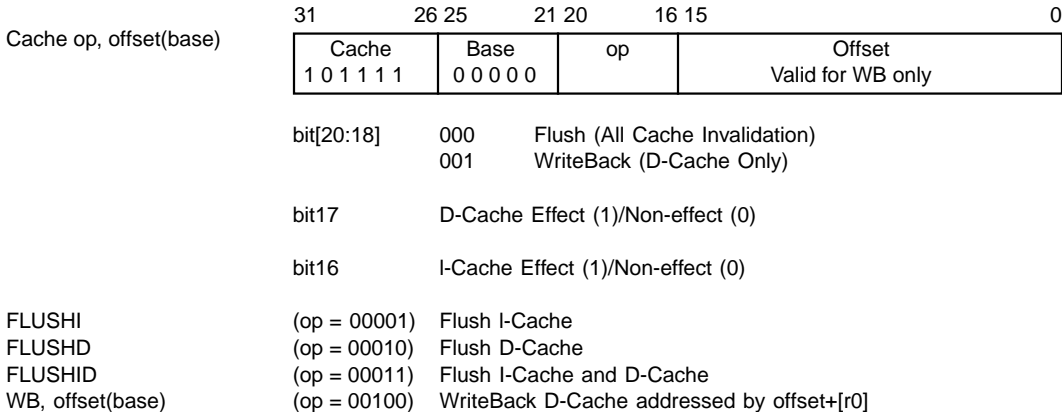 31 26 25 21 20 16 15 0
Cache op, offset(base)
Cache Base op Offset
1 0 1 1 1 1 0 0 0 0 0 Valid for WB only
bit[20:18] 000 Flush (All Cache Invalidation)
001 WriteBack (D-Cache Only)
bit17 D-Cache Effect (1)/Non-effect (0)
bit16 I-Cache Effect (1)/Non-effect (0)
FLUSHI (op = 00001) Flush I-Cache
FLUSHD (op = 00010) Flush D-Cache
FLUSHID (op = 00011) Flush I-Cache and D-Cache
WB, offset(base) (op = 00100) WriteBack D-Cache addressed by offset+[r0]